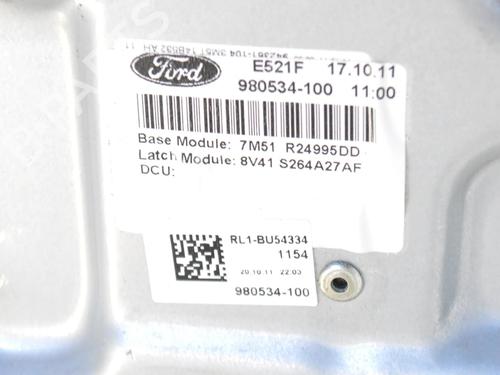 Ford E521F 17.10.11
980534-100 11:00
Base Module: 7M51 R24995DD
Latch Module: 8V41 S264A27AF
DCU:
RL1-BU54334
1154
20.10.11 22:03
980534-100